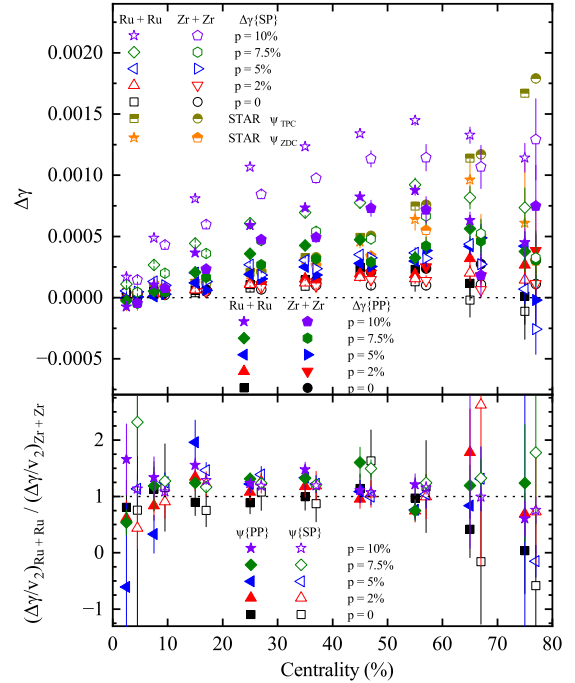 Ru + Ru Zr + Zr Δγ{SP}
p = 10%
p = 7.5%
p = 5%
p = 2%
p = 0
STAR ψ_TPC
STAR ψ_ZDC
0.0020
0.0015
0.0010
0.0005
0.0000
−0.0005
Δγ
Ru + Ru Zr + Zr Δγ{PP}
p = 10%
p = 7.5%
p = 5%
p = 2%
p = 0
2
1
0
−1
(Δγ/v₂)_Ru + Ru / (Δγ/v₂)_Zr + Zr
ψ{PP} ψ{SP}
p = 10%
p = 7.5%
p = 5%
p = 2%
p = 0
0 10 20 30 40 50 60 70 80
Centrality (%)